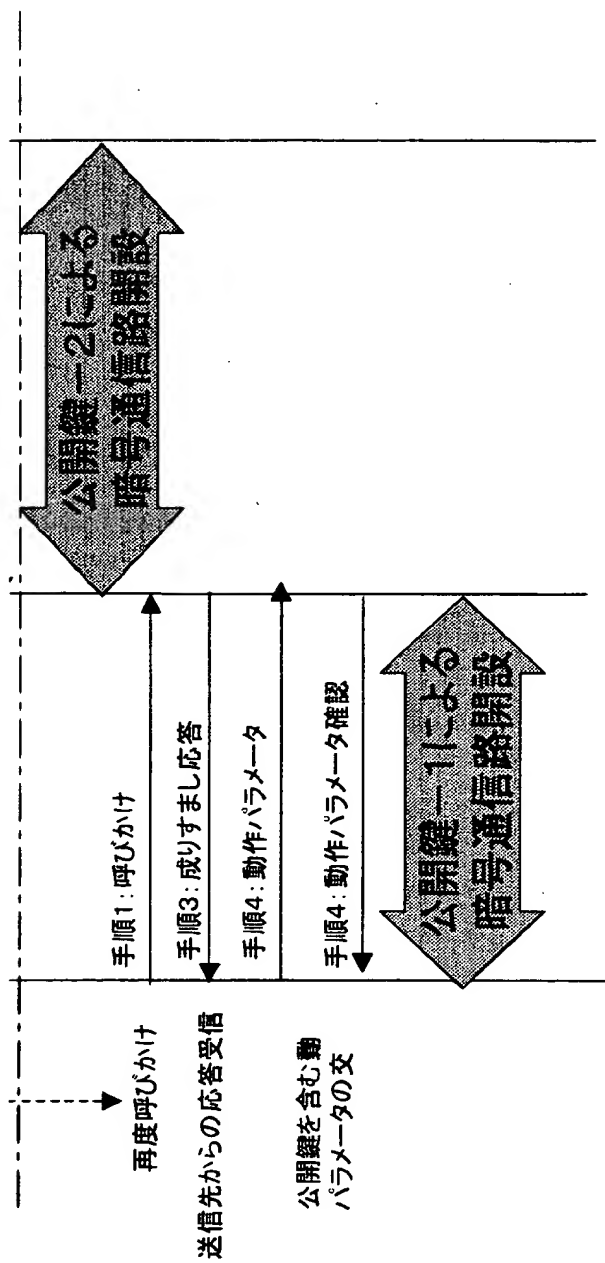 公開鍵－2による
暗号通信路開設
手順1：呼びかけ
手順3：成りすまし応答
手順4：動作パラメータ
手順4：動作パラメータ確認
公開鍵－1による
暗号通信路開設
再度呼びかけ
送信先からの応答受信
公開鍵を含む動
パラメータの交